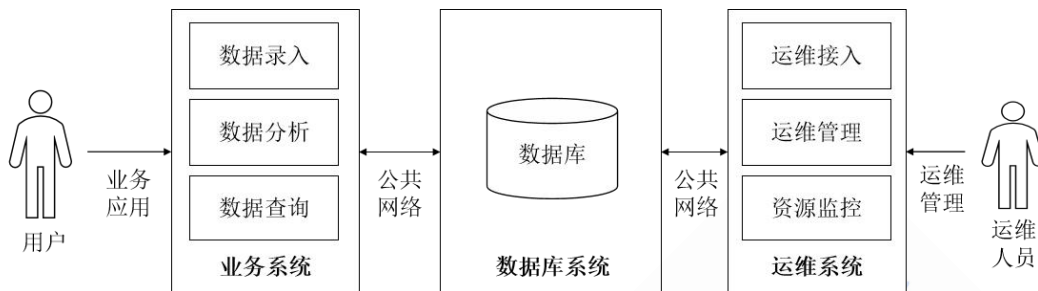 用户
业务
应用
数据录入
数据分析
数据查询
业务系统
公共
网络
数据库
数据库系统
公共
网络
运维接入
运维管理
资源监控
运维系统
运维
管理
运维
人员